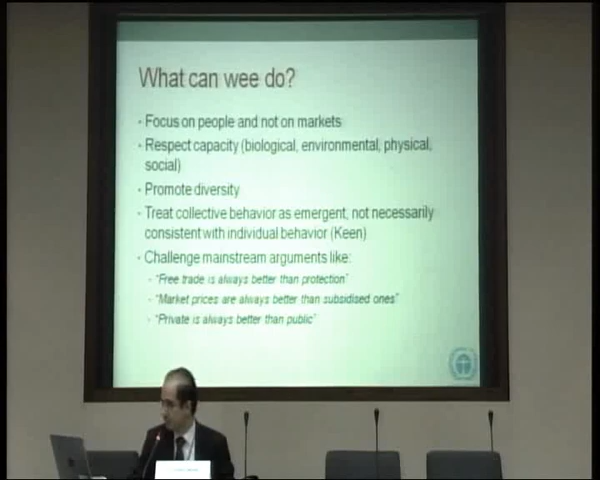 What can wee do?
• Focus on people and not on markets
• Respect capacity (biological, environmental, physical,
social)
• Promote diversity
• Treat collective behavior as emergent, not necessarily
consistent with individual behavior (Keen)
• Challenge mainstream arguments like:
- "Free trade is always better than protection"
- "Market prices are always better than subsidised ones"
- "Private is always better than public"